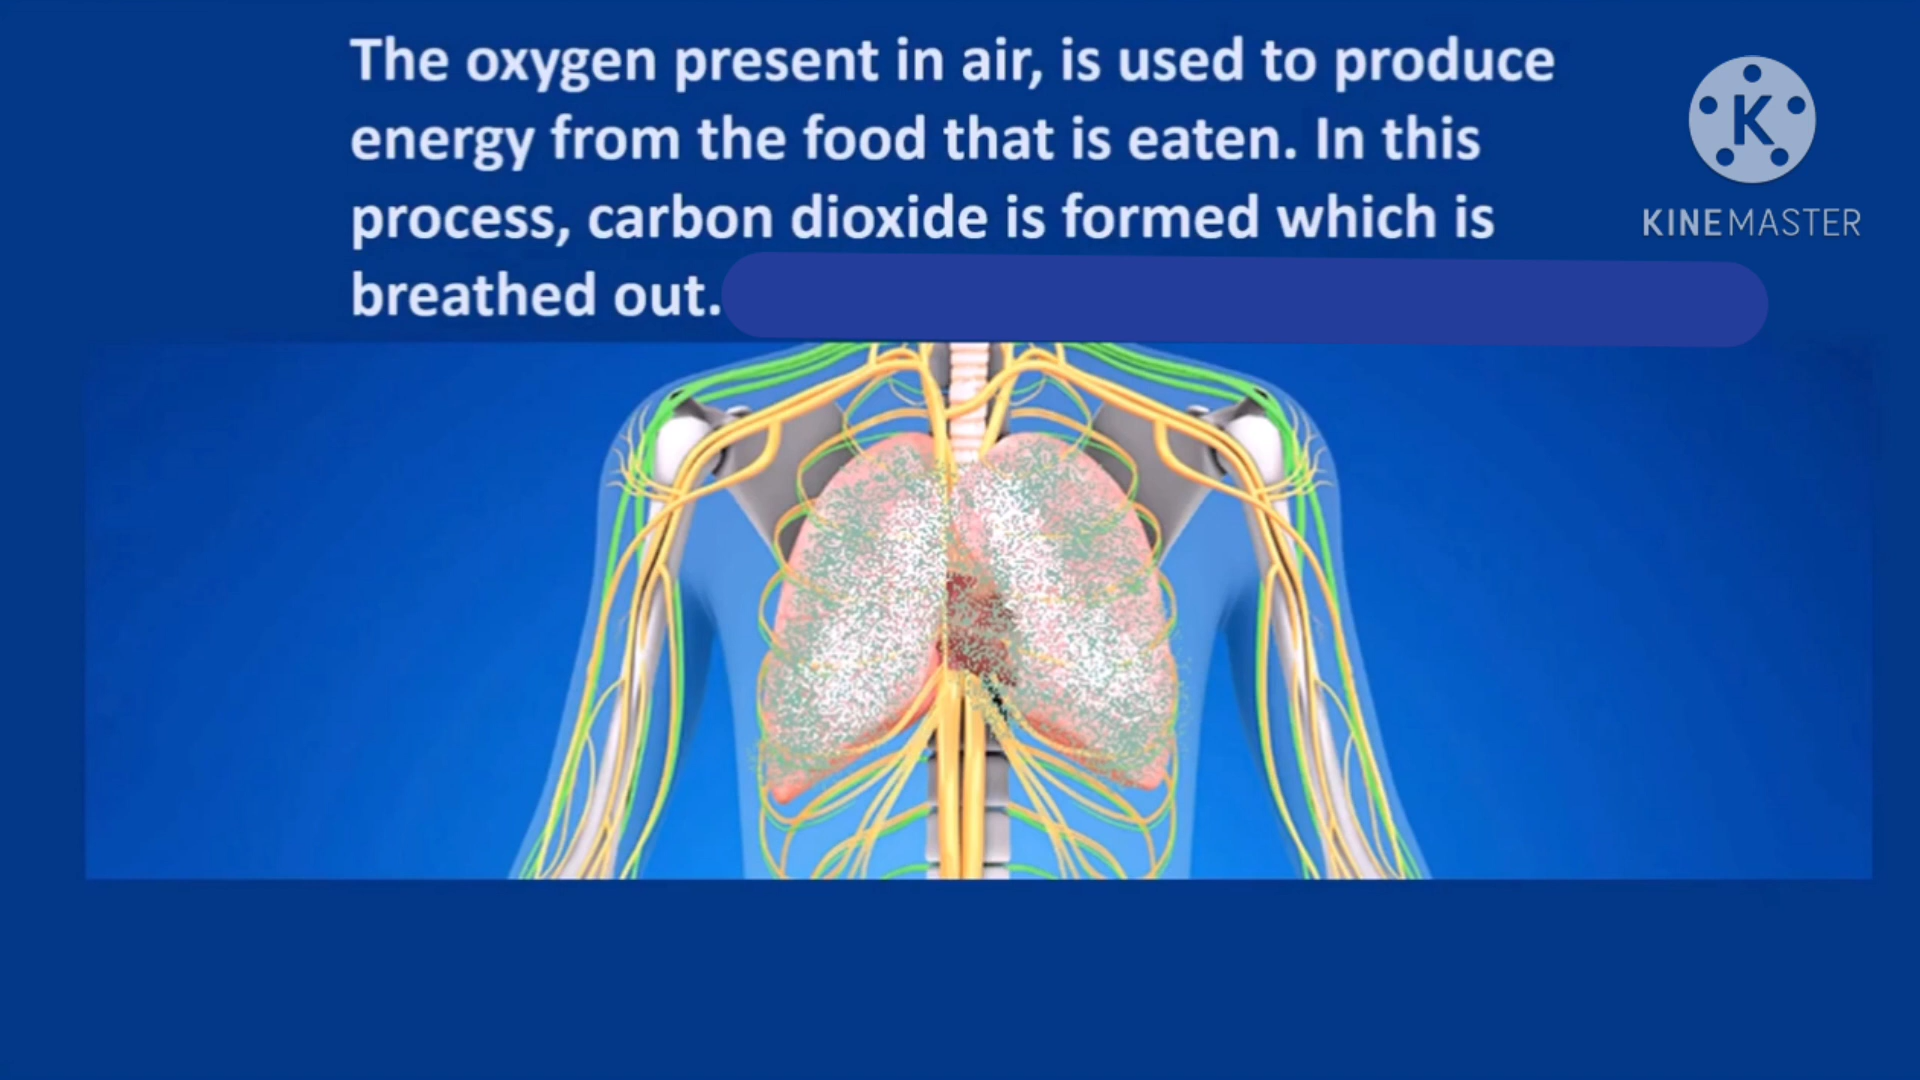 The oxygen present in air, is used to produce
energy from the food that is eaten. In this
process, carbon dioxide is formed which is
breathed out.
K
KINEMASTER